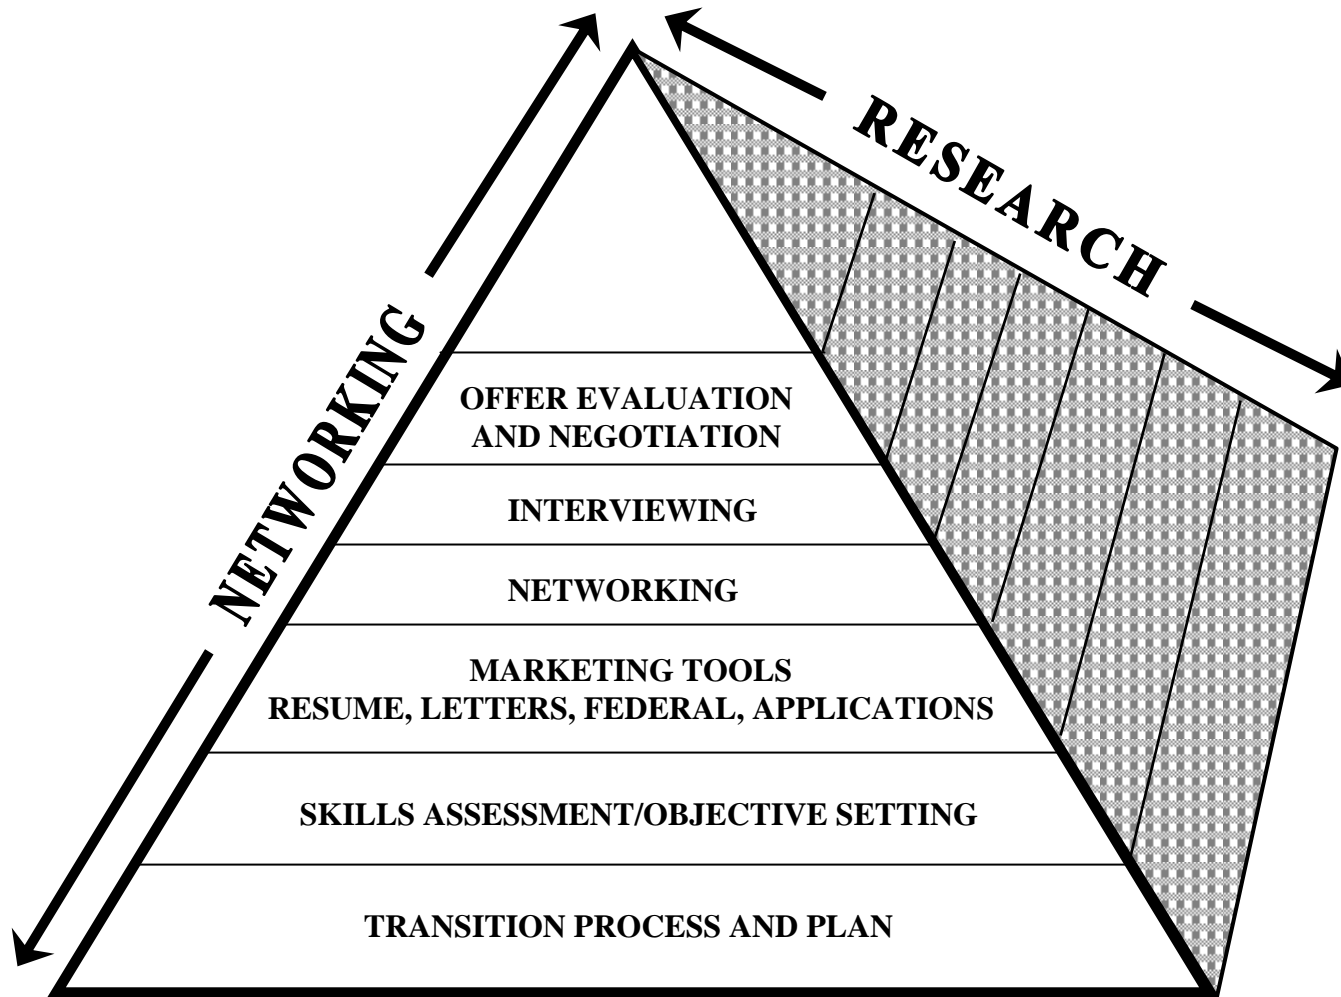 RESEARCH
NETWORKING
OFFER EVALUATION
AND NEGOTIATION
INTERVIEWING
NETWORKING
MARKETING TOOLS
RESUME, LETTERS, FEDERAL, APPLICATIONS
SKILLS ASSESSMENT/OBJECTIVE SETTING
TRANSITION PROCESS AND PLAN